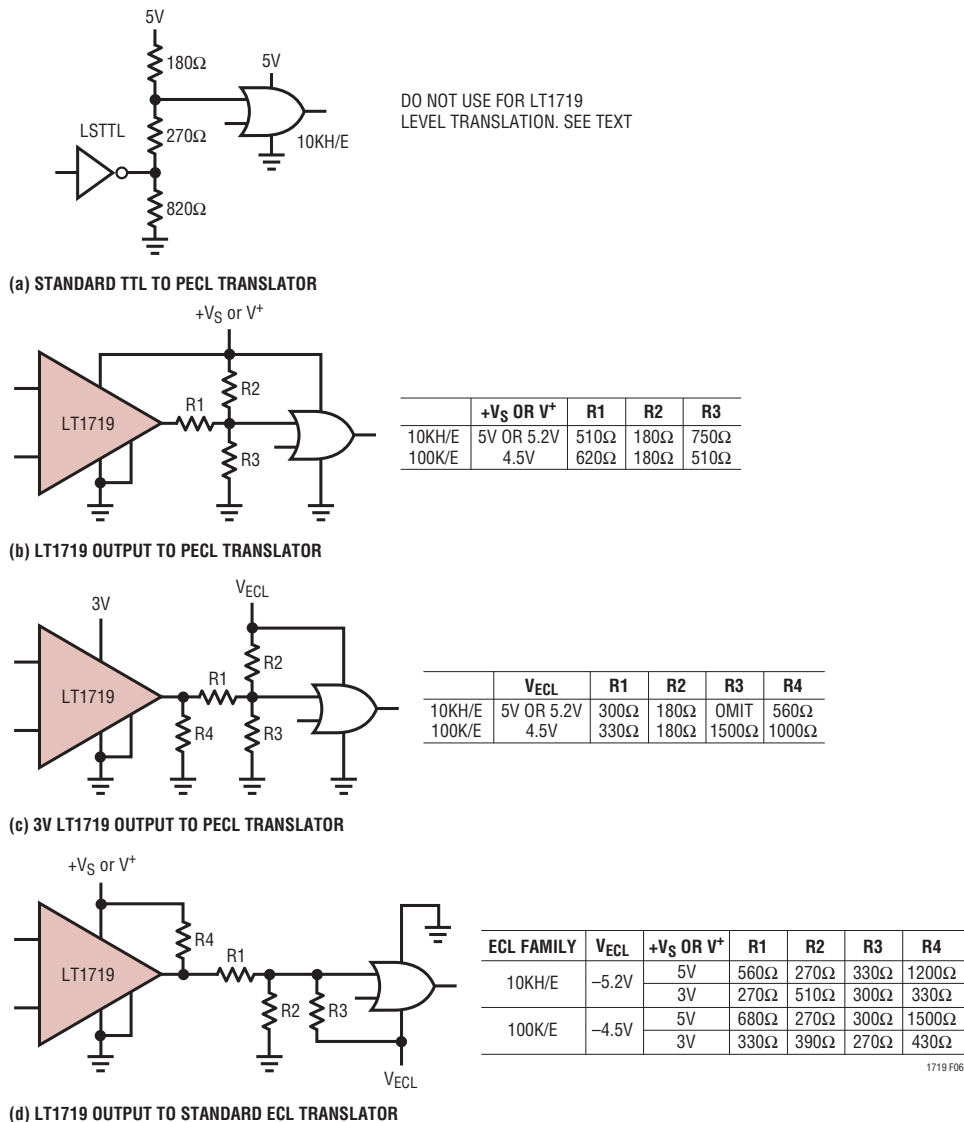 5V
180Ω
5V
LSTTL
270Ω
10KH/E
820Ω
DO NOT USE FOR LT1719
LEVEL TRANSLATION. SEE TEXT
(a) STANDARD TTL TO PECL TRANSLATOR
+VS or V+
R2
R1
LT1719
R3
+VS OR V+ R1 R2 R3
10KH/E 5V OR 5.2V 510Ω 180Ω 750Ω
100K/E 4.5V 620Ω 180Ω 510Ω
(b) LT1719 OUTPUT TO PECL TRANSLATOR
VECL
3V
R2
R1
LT1719
R4
R3
VECL R1 R2 R3 R4
10KH/E 5V OR 5.2V 300Ω 180Ω OMIT 560Ω
100K/E 4.5V 330Ω 180Ω 1500Ω 1000Ω
(c) 3V LT1719 OUTPUT TO PECL TRANSLATOR
+VS or V+
R4
R1
LT1719
R2
R3
VECL
ECL FAMILY VECL +VS OR V+ R1 R2 R3 R4
10KH/E –5.2V 5V 560Ω 270Ω 330Ω 1200Ω
3V 270Ω 510Ω 300Ω 330Ω
100K/E –4.5V 5V 680Ω 270Ω 300Ω 1500Ω
3V 330Ω 390Ω 270Ω 430Ω
1719 F06
(d) LT1719 OUTPUT TO STANDARD ECL TRANSLATOR